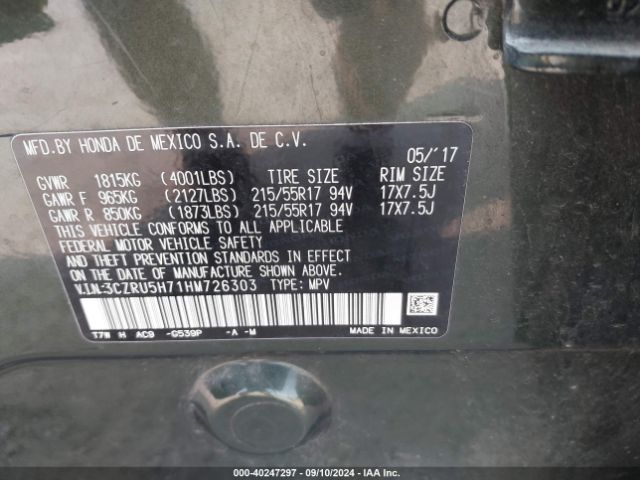 MFD.BY HONDA DE MEXICO S.A. DE C.V.
05/'17
GVWR 1815KG (4001LBS) TIRE SIZE RIM SIZE
GAWR F 965KG (2127LBS) 215/55R17 94V 17X7.5J
GAWR R 850KG (1873LBS) 215/55R17 94V 17X7.5J
THIS VEHICLE CONFORMS TO ALL APPLICABLE
FEDERAL MOTOR VEHICLE SAFETY
AND THEFT PREVENTION STANDARDS IN EFFECT
ON THE DATE OF MANUFACTURE SHOWN ABOVE.
V.I.N:3CZRU5H71HM726303 TYPE: MPV
T7W H AC9 -G539P -A -M
MADE IN MEXICO
000-40247297 - 09/10/2024 - IAA Inc.